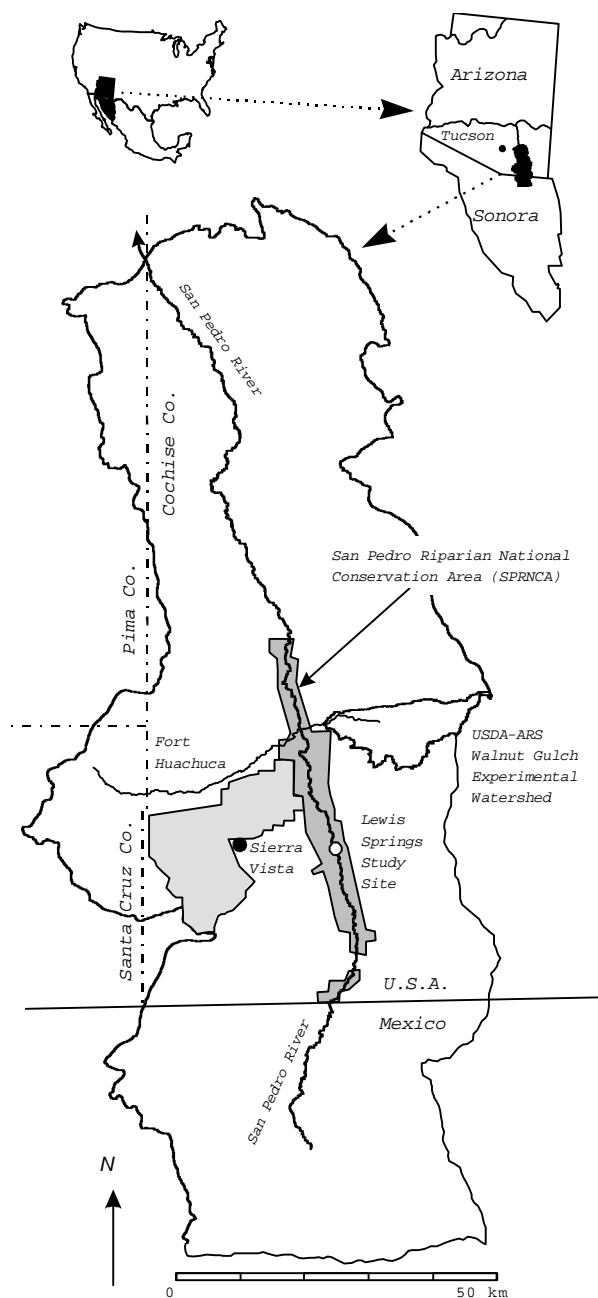 Arizona
Tucson
Sonora
San Pedro River
Cochise Co.
Pima Co.
San Pedro Riparian National
Conservation Area (SPRNCA)
Fort
Huachuca
USDA-ARS
Walnut Gulch
Experimental
Watershed
Lewis
Springs
Study
Site
Sierra
Vista
Santa Cruz Co.
U.S.A.
Mexico
San Pedro River
N
0 50 km